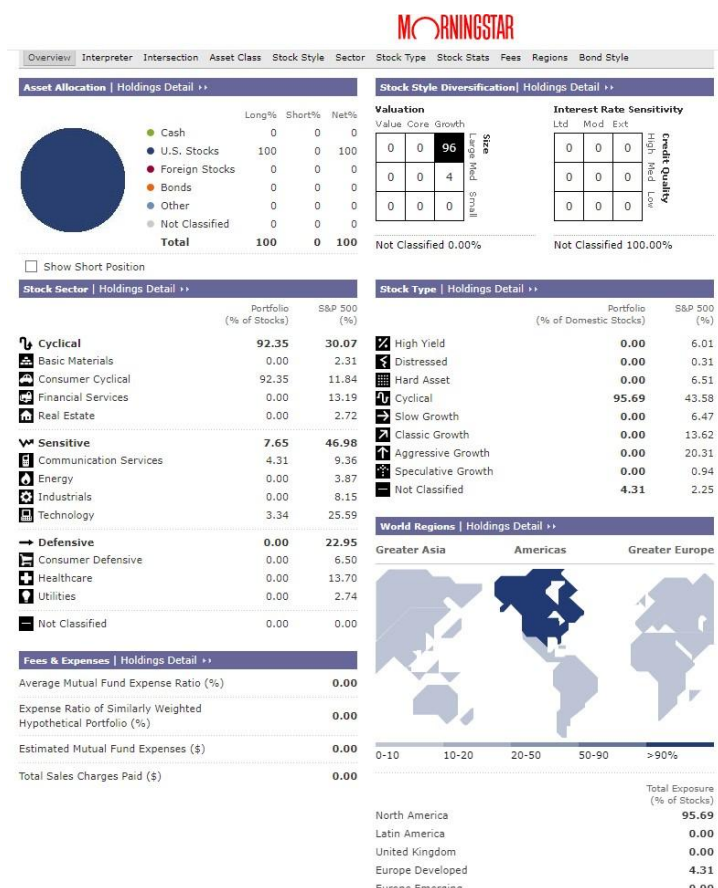 MORNINGSTAR
Overview Interpreter Intersection Asset Class Stock Style Sector Stock Type Stock Stats Fees Regions Bond Style
Asset Allocation | Holdings Detail
Long% Short% Net%
Cash 0 0 0
U.S. Stocks 100 0 100
Foreign Stocks 0 0 0
Bonds 0 0 0
Other 0 0 0
Not Classified 0 0 0
Total 100 0 100
Show Short Position
Stock Style Diversification| Holdings Detail
Valuation
Value Core Growth
0 0 96
0 0 4
0 0 0
Size
Large Med Small
Not Classified 0.00%
Interest Rate Sensitivity
Ltd Mod Ext
0 0 0
0 0 0
0 0 0
Credit Quality
High Med Low
Not Classified 100.00%
Stock Sector | Holdings Detail
Portfolio S&P 500
(% of Stocks) (%)
Cyclical 92.35 30.07
Basic Materials 0.00 2.31
Consumer Cyclical 92.35 11.84
Financial Services 0.00 13.19
Real Estate 0.00 2.72
Sensitive 7.65 46.98
Communication Services 4.31 9.36
Energy 0.00 3.87
Industrials 0.00 8.15
Technology 3.34 25.59
Defensive 0.00 22.95
Consumer Defensive 0.00 6.50
Healthcare 0.00 13.70
Utilities 0.00 2.74
Not Classified 0.00 0.00
Fees & Expenses | Holdings Detail
Average Mutual Fund Expense Ratio (%) 0.00
Expense Ratio of Similarly Weighted
Hypothetical Portfolio (%) 0.00
Estimated Mutual Fund Expenses ($) 0.00
Total Sales Charges Paid ($) 0.00
Stock Type | Holdings Detail
Portfolio S&P 500
(% of Domestic Stocks) (%)
High Yield 0.00 6.01
Distressed 0.00 0.31
Hard Asset 0.00 6.51
Cyclical 95.69 43.58
Slow Growth 0.00 6.47
Classic Growth 0.00 13.62
Aggressive Growth 0.00 20.31
Speculative Growth 0.00 0.94
Not Classified 4.31 2.25
World Regions | Holdings Detail
Greater Asia Americas Greater Europe
0-10 10-20 20-50 50-90 >90%
Total Exposure
(% of Stocks)
North America 95.69
Latin America 0.00
United Kingdom 0.00
Europe Developed 4.31
Europe Emerging 0.00